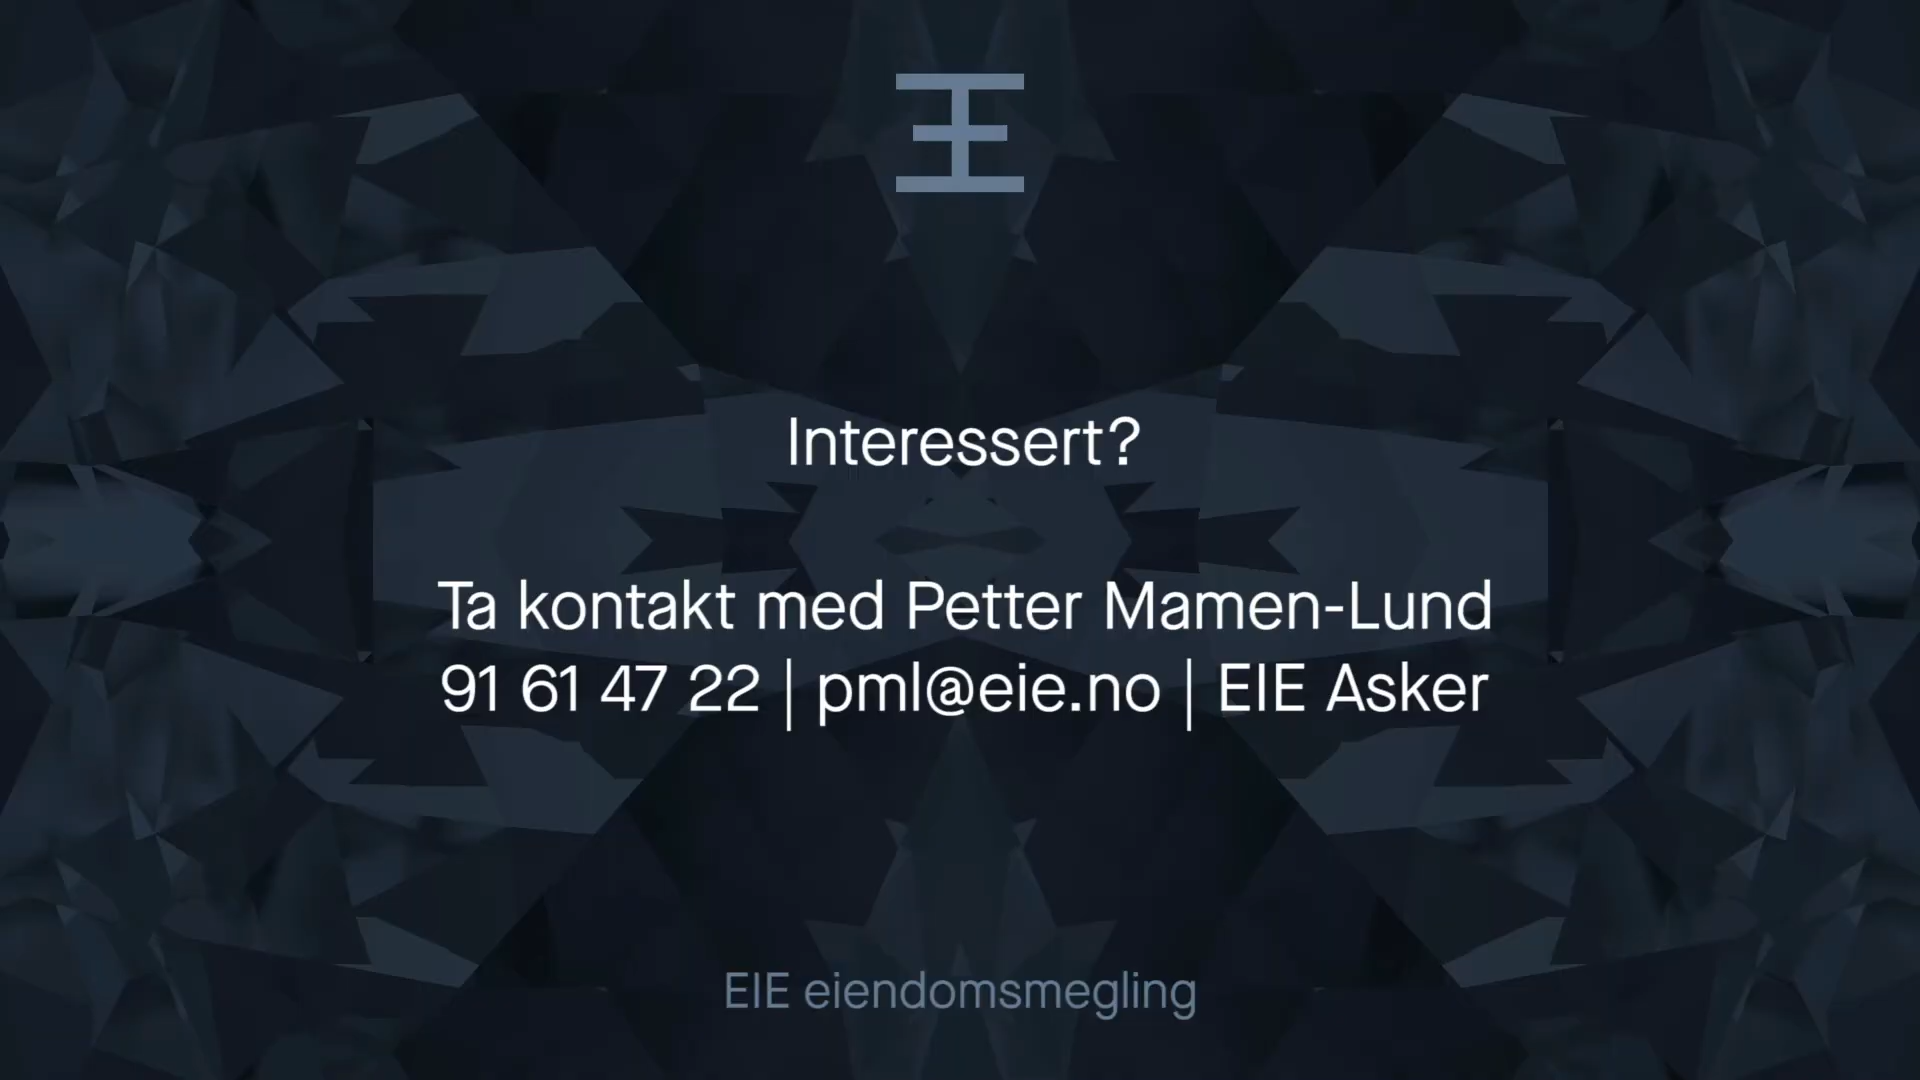 Interessert?
Ta kontakt med Petter Mamen-Lund
91 61 47 22 | pml@eie.no | EIE Asker
EIE eiendomsmegling